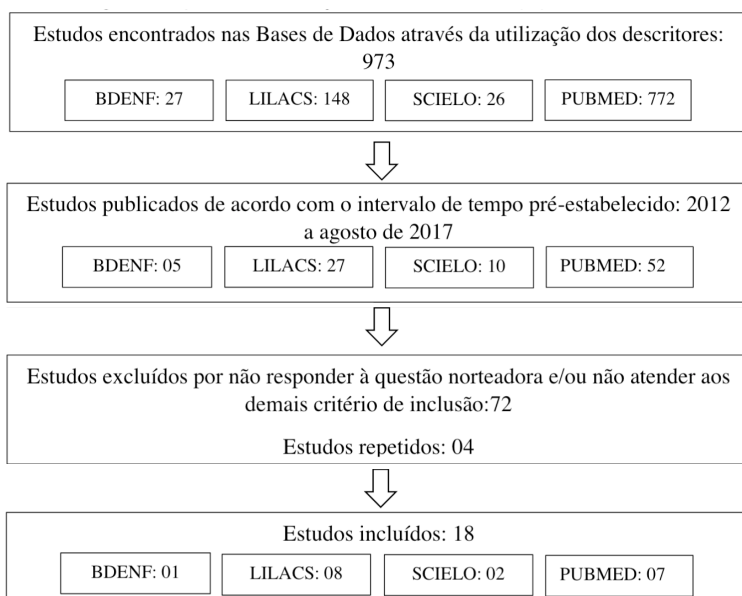 Estudos encontrados nas Bases de Dados através da utilização dos descritores:
973
BDENF: 27
LILACS: 148
SCIELO: 26
PUBMED: 772
Estudos publicados de acordo com o intervalo de tempo pré-estabelecido: 2012
a agosto de 2017
BDENF: 05
LILACS: 27
SCIELO: 10
PUBMED: 52
Estudos excluídos por não responder à questão norteadora e/ou não atender aos
demais critério de inclusão:72
Estudos repetidos: 04
Estudos incluídos: 18
BDENF: 01
LILACS: 08
SCIELO: 02
PUBMED: 07